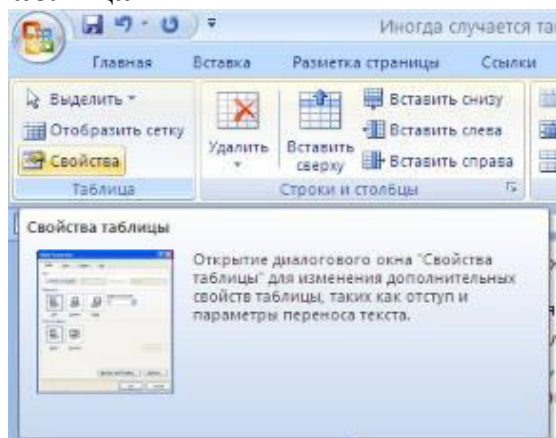 Иногда случается та
Главная Вставка Разметка страницы Ссылки
Выделить
Отобразить сетку
Свойства
Таблица
Удалить
Вставить сверху
Вставить снизу
Вставить слева
Вставить справа
Строки и столбцы
Свойства таблицы
Открытие диалогового окна "Свойства
таблицы" для изменения дополнительных
свойств таблицы, таких как отступ и
параметры переноса текста.